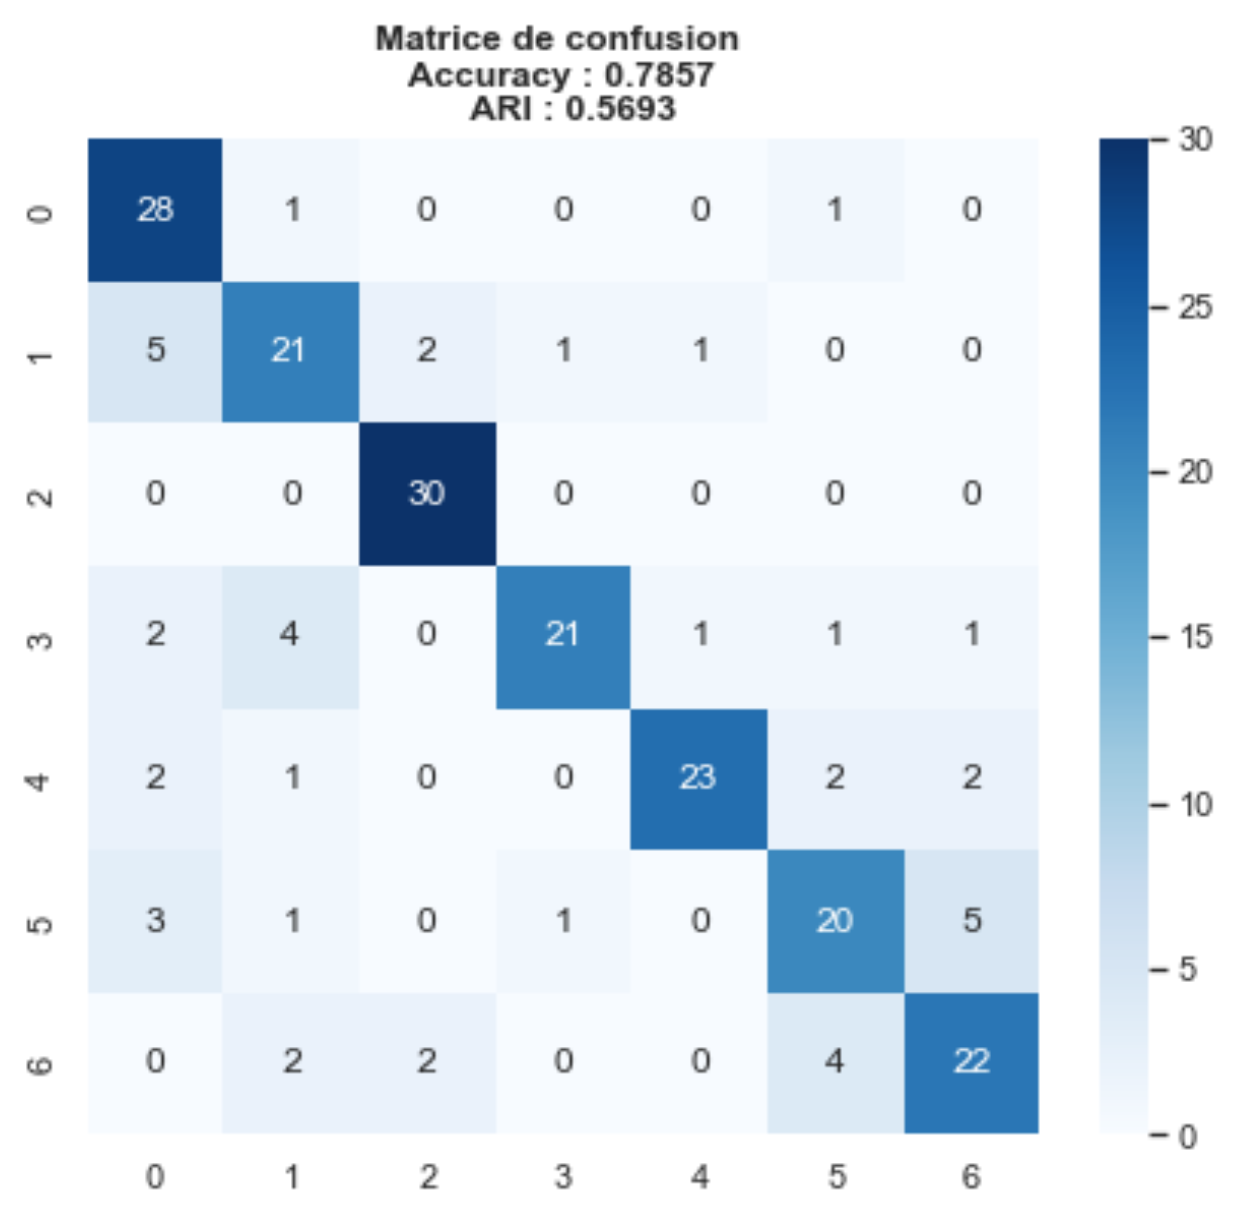 Matrice de confusion
Accuracy : 0.7857
ARI : 0.5693
0 28 1 0 0 0 1 0
1 5 21 2 1 1 0 0
2 0 0 30 0 0 0 0
3 2 4 0 21 1 1 1
4 2 1 0 0 23 2 2
5 3 1 0 1 0 20 5
6 0 2 2 0 0 4 22
0 1 2 3 4 5 6
30
25
20
15
10
5
0